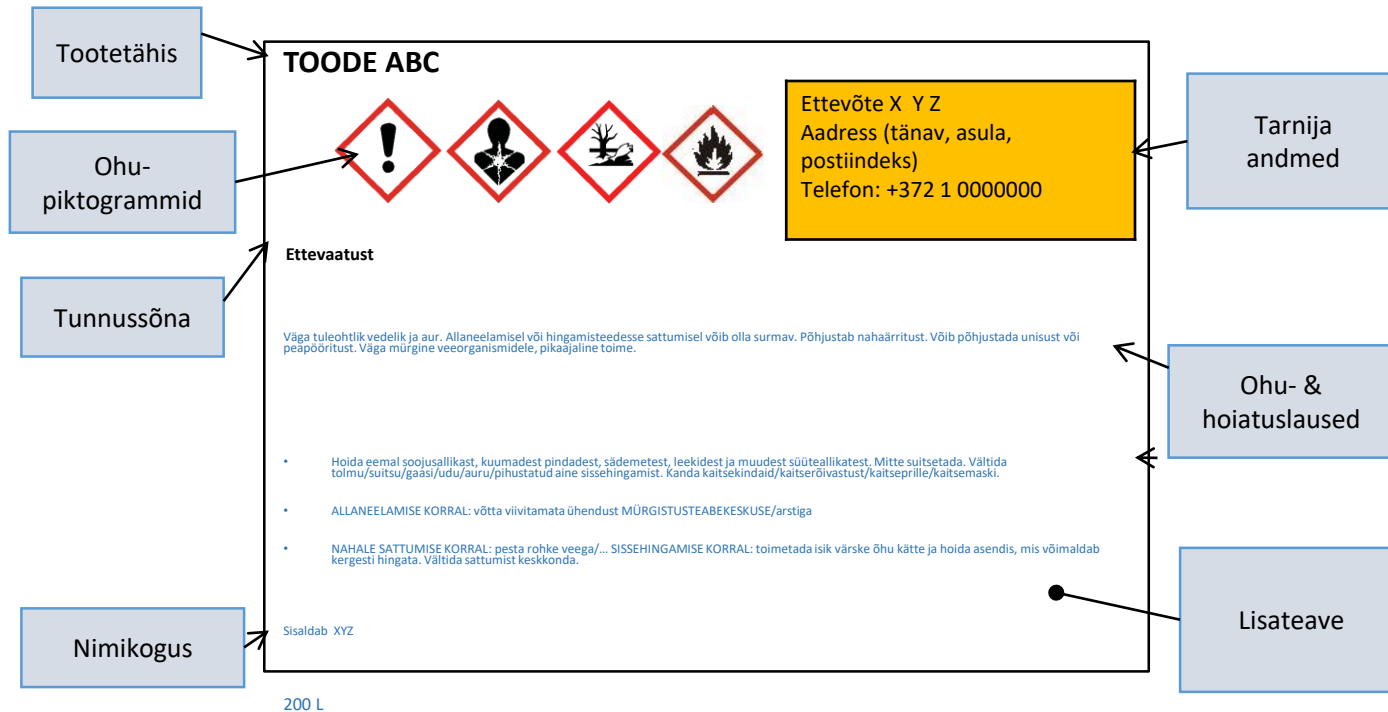 Tootetähis
TOODE ABC
Ettevõte X Y Z
Aadress (tänav, asula,
postiindeks)
Telefon: +372 1 0000000
Tarnija
andmed
Ohu-
piktogrammid
Ettevaatust
Tunnussõna
Väga tuleohtlik vedelik ja aur. Allaneelamisel või hingamisteedesse sattumisel võib olla surmav. Põhjustab nahaärritust. Võib põhjustada unisust või
peapööritust. Väga mürgine veeorganismidele, pikaajaline toime.
Ohu- &
hoiatuslaused
• Hoida eemal soojusallikast, kuumadest pindadest, sädemetest, leekidest ja muudest süüteallikatest. Mitte suitsetada. Vältida
tolmu/suitsu/gaasi/udu/auru/pihustatud aine sissehingamist. Kanda kaitsekindaid/kaitserõivastust/kaitseprille/kaitsemaski.
• ALLANEELAMISE KORRAL: võtta viivitamata ühendust MÜRGISTUSTEABEKESKUSE/arstiga
• NAHALE SATTUMISE KORRAL: pesta rohke veega/... SISSEHINGAMISE KORRAL: toimetada isik värske õhu kätte ja hoida asendis, mis võimaldab
kergesti hingata. Vältida sattumist keskkonda.
Lisateave
Sisaldab XYZ
Nimikogus
200 L